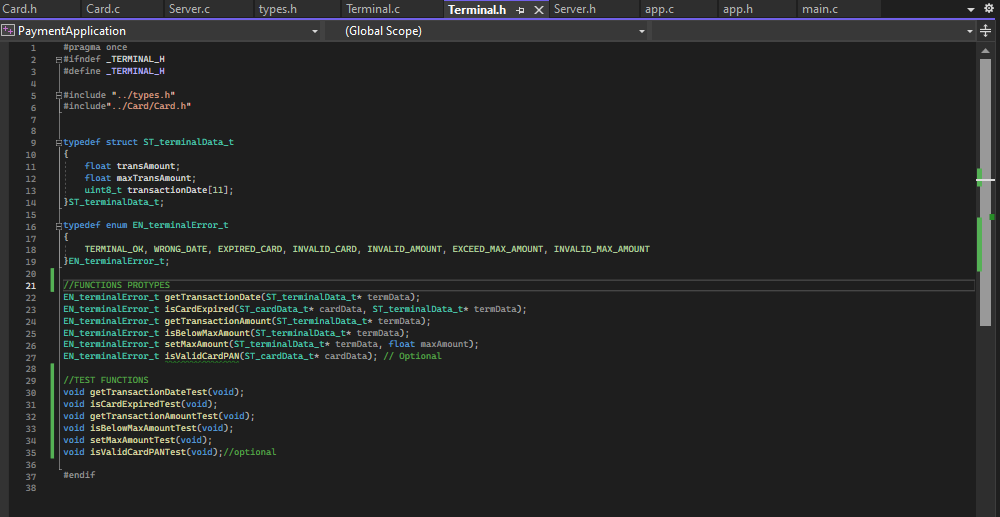 Card.h Card.c Server.c types.h Terminal.c Terminal.h Server.h app.c app.h main.c
PaymentApplication (Global Scope)
1 #pragma once
2 #ifndef _TERMINAL_H
3 #define _TERMINAL_H
4
5 #include "../types.h"
6 #include"../Card/Card.h"
7
8
9 typedef struct ST_terminalData_t
10 {
11 float transAmount;
12 float maxTransAmount;
13 uint8_t transactionDate[11];
14 }ST_terminalData_t;
15
16 typedef enum EN_terminalError_t
17 {
18 TERMINAL_OK, WRONG_DATE, EXPIRED_CARD, INVALID_CARD, INVALID_AMOUNT, EXCEED_MAX_AMOUNT, INVALID_MAX_AMOUNT
19 }EN_terminalError_t;
20
21 //FUNCTIONS PROTYPES
22 EN_terminalError_t getTransactionDate(ST_terminalData_t* termData);
23 EN_terminalError_t isCardExpired(ST_cardData_t* cardData, ST_terminalData_t* termData);
24 EN_terminalError_t getTransactionAmount(ST_terminalData_t* termData);
25 EN_terminalError_t isBelowMaxAmount(ST_terminalData_t* termData);
26 EN_terminalError_t setMaxAmount(ST_terminalData_t* termData, float maxAmount);
27 EN_terminalError_t isValidCardPAN(ST_cardData_t* cardData); // Optional
28
29 //TEST FUNCTIONS
30 void getTransactionDateTest(void);
31 void isCardExpiredTest(void);
32 void getTransactionAmountTest(void);
33 void isBelowMaxAmountTest(void);
34 void setMaxAmountTest(void);
35 void isValidCardPANTest(void);//optional
36
37 #endif
38